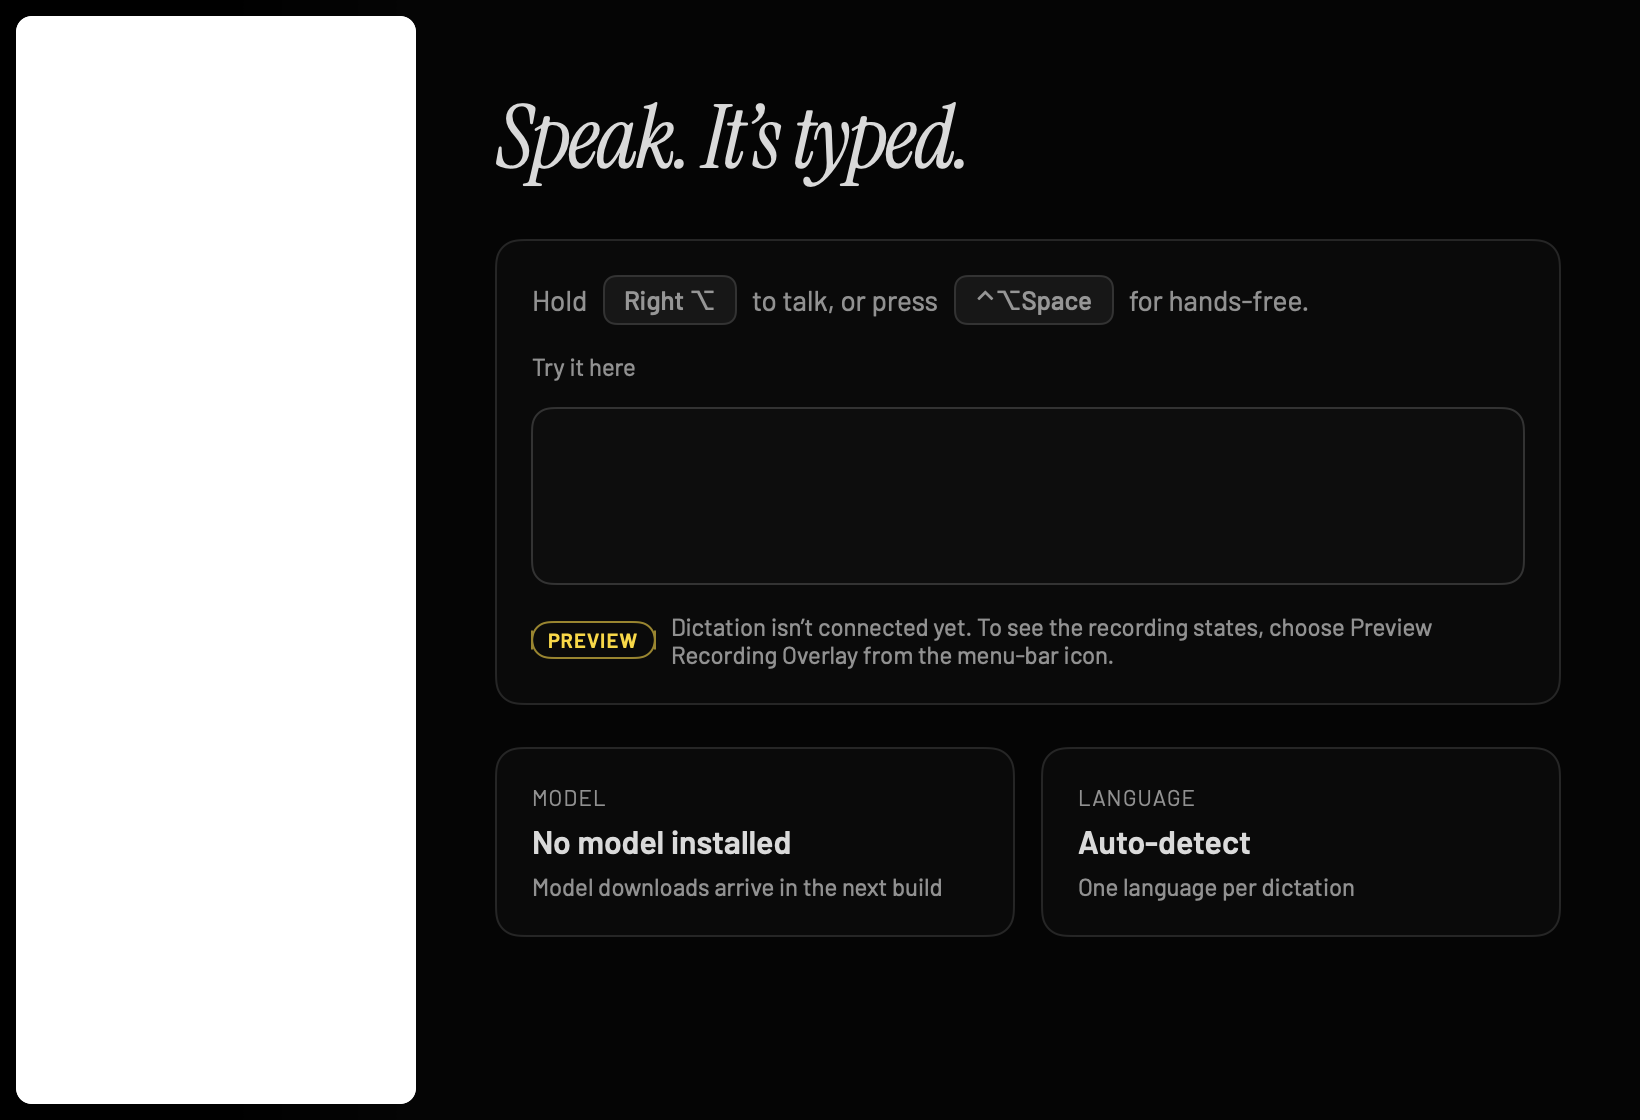 Speak. It’s typed.
Hold Right ⌥ to talk, or press ^⌥Space for hands-free.
Try it here
PREVIEW Dictation isn’t connected yet. To see the recording states, choose Preview
Recording Overlay from the menu-bar icon.
MODEL
No model installed
Model downloads arrive in the next build
LANGUAGE
Auto-detect
One language per dictation